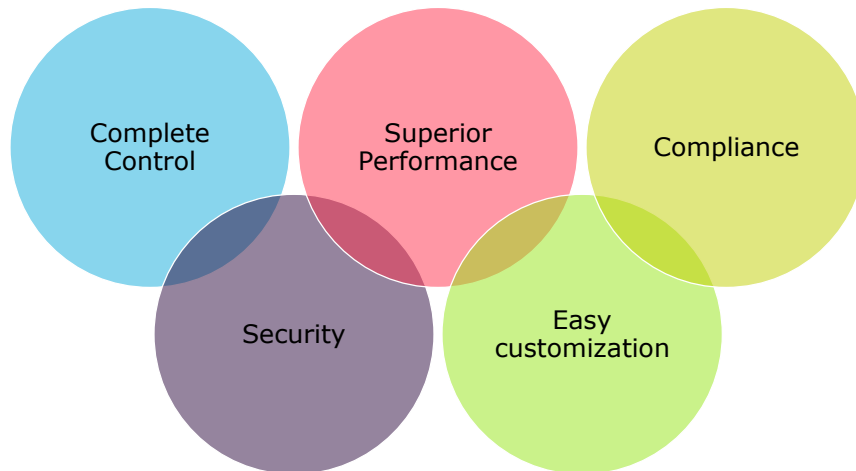 Complete
Control
Superior
Performance
Compliance
Security
Easy
customization